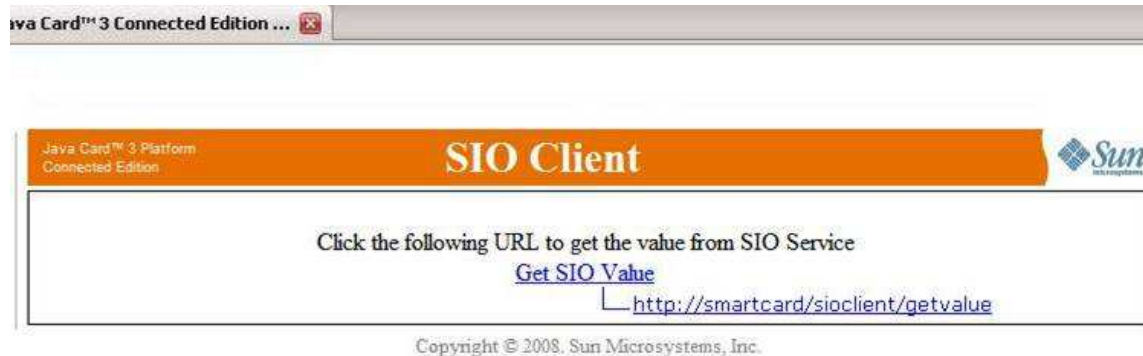 ava Card™ 3 Connected Edition ...
Java Card™ 3 Platform
Connected Edition
SIO Client
Sun
microsystems
Click the following URL to get the value from SIO Service
Get SIO Value
http://smartcard/sioclient/getvalue
Copyright © 2008, Sun Microsystems, Inc.